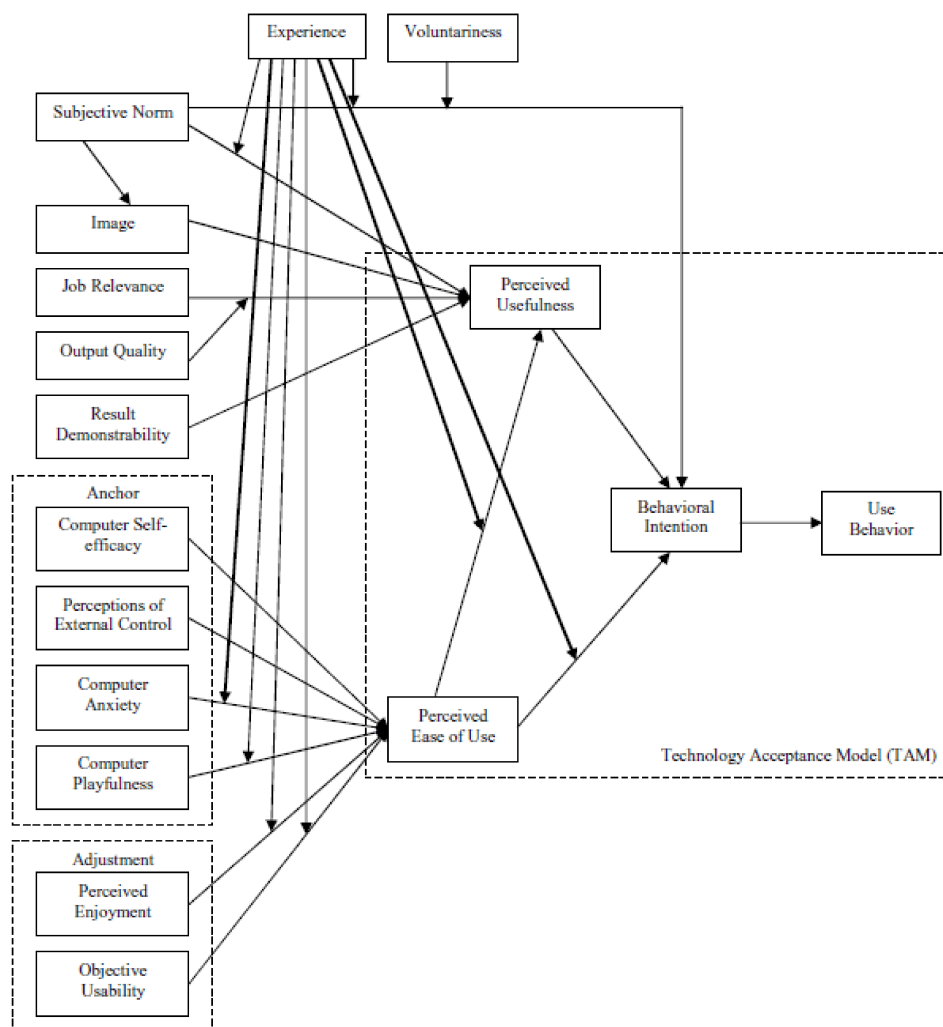 Experience
Voluntariness
Subjective Norm
Image
Job Relevance
Output Quality
Result
Demonstrability
Anchor
Computer Self-
efficacy
Perceptions of
External Control
Computer
Anxiety
Computer
Playfulness
Adjustment
Perceived
Enjoyment
Objective
Usability
Perceived
Usefulness
Perceived
Ease of Use
Behavioral
Intention
Use
Behavior
Technology Acceptance Model (TAM)